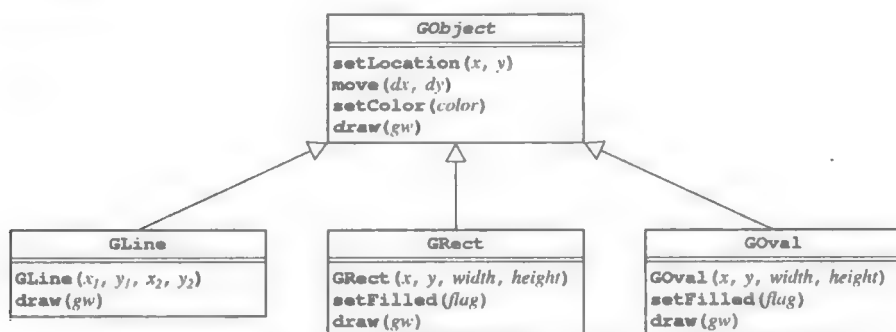 GObject
setLocation(x, y)
move(dx, dy)
setColor(color)
draw(gw)
GLine
GLine(x₁, y₁, x₂, y₂)
draw(gw)
GRect
GRect(x, y, width, height)
setFilled(flag)
draw(gw)
GOval
GOval(x, y, width, height)
setFilled(flag)
draw(gw)